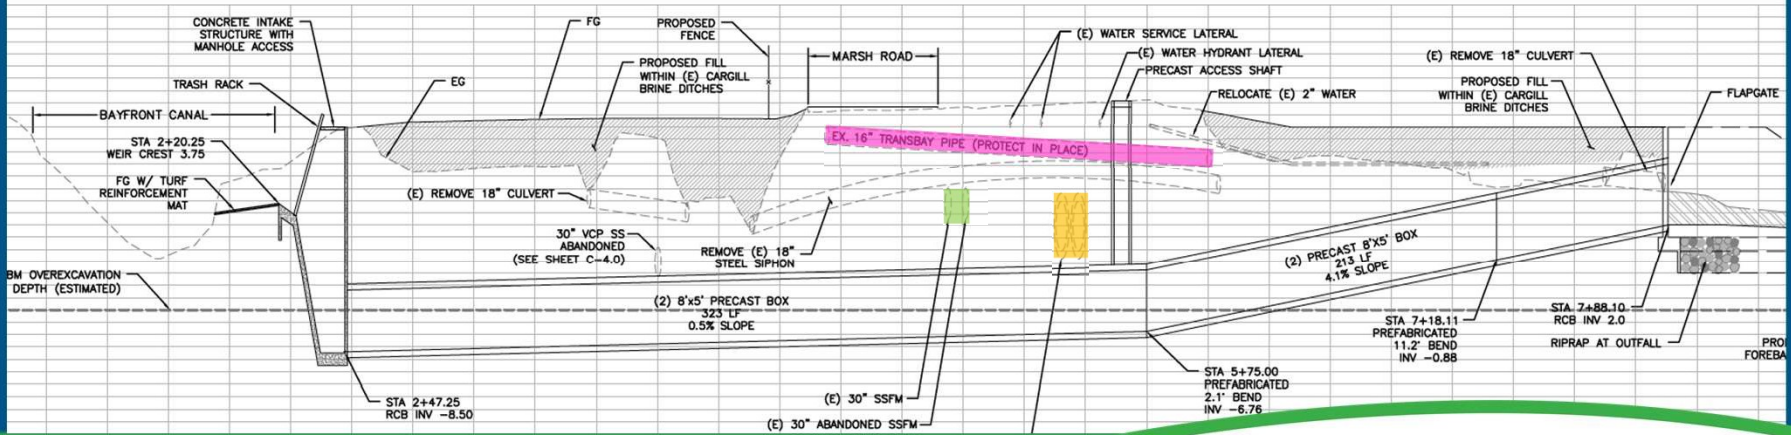 CONCRETE INTAKE
STRUCTURE WITH
MANHOLE ACCESS
TRASH RACK
BAYFRONT CANAL
STA 2+20.25
WEIR CREST 3.75
FG W/ TURF
REINFORCEMENT
MAT
BM OVEREXCAVATION
DEPTH (ESTIMATED)
EG
FG
PROPOSED
FENCE
PROPOSED FILL
WITHIN (E) CARGILL
BRINE DITCHES
MARSH ROAD
(E) WATER SERVICE LATERAL
(E) WATER HYDRANT LATERAL
PRECAST ACCESS SHAFT
RELOCATE (E) 2" WATER
(E) REMOVE 18" CULVERT
PROPOSED FILL
WITHIN (E) CARGILL
BRINE DITCHES
FLAPGATE
EX. 16" TRANSBAY PIPE (PROTECT IN PLACE)
(E) REMOVE 18" CULVERT
30" VCP SS
ABANDONED
(SEE SHEET C-4.0)
REMOVE (E) 18"
STEEL SIPHON
(2) 8'x5' PRECAST BOX
323 LF
0.5% SLOPE
(2) PRECAST 8'X5' BOX
213 LF
4.1% SLOPE
STA 7+88.10
RCB INV 2.0
STA 7+18.11
PREFABRICATED
11.2° BEND
INV -0.88
RIPRAP AT OUTFALL
STA 5+75.00
PREFABRICATED
2.1° BEND
INV -6.76
STA 2+47.25
RCB INV -8.50
(E) 30" SSFM
(E) 30" ABANDONED SSFM
PRO
FOREBA